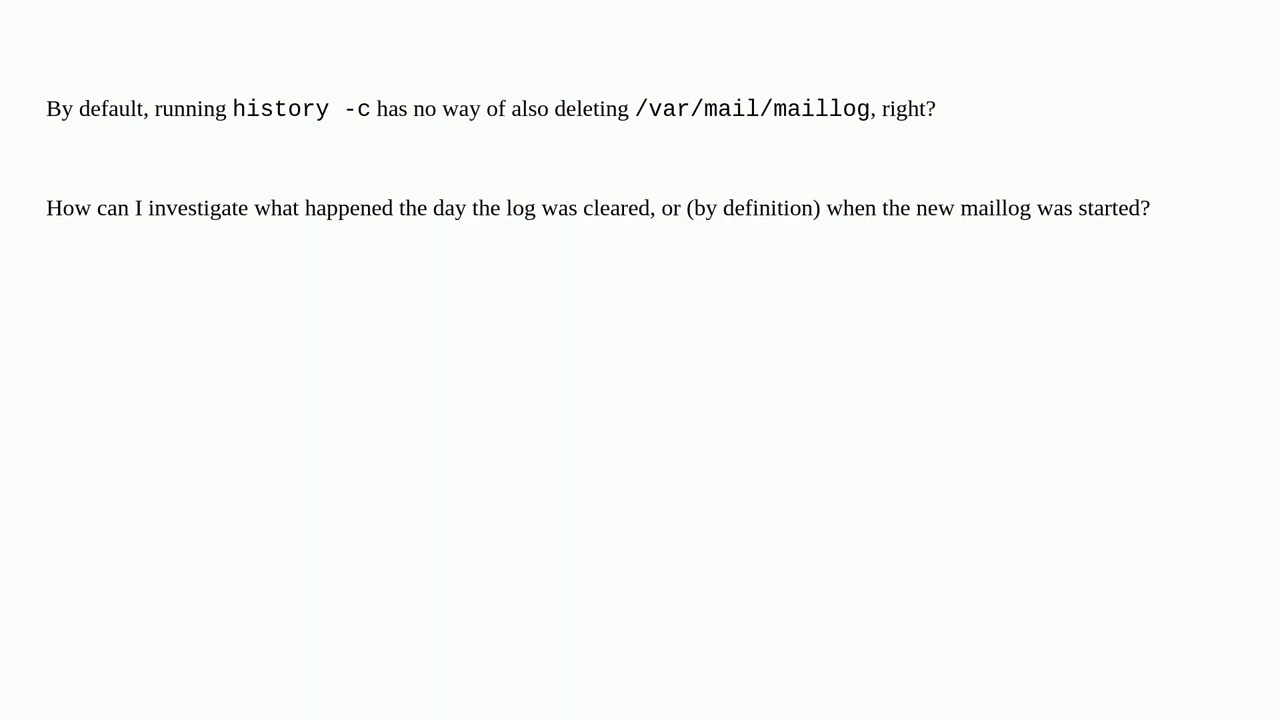 By default, running history -c has no way of also deleting /var/mail/maillog, right?
How can I investigate what happened the day the log was cleared, or (by definition) when the new maillog was started?